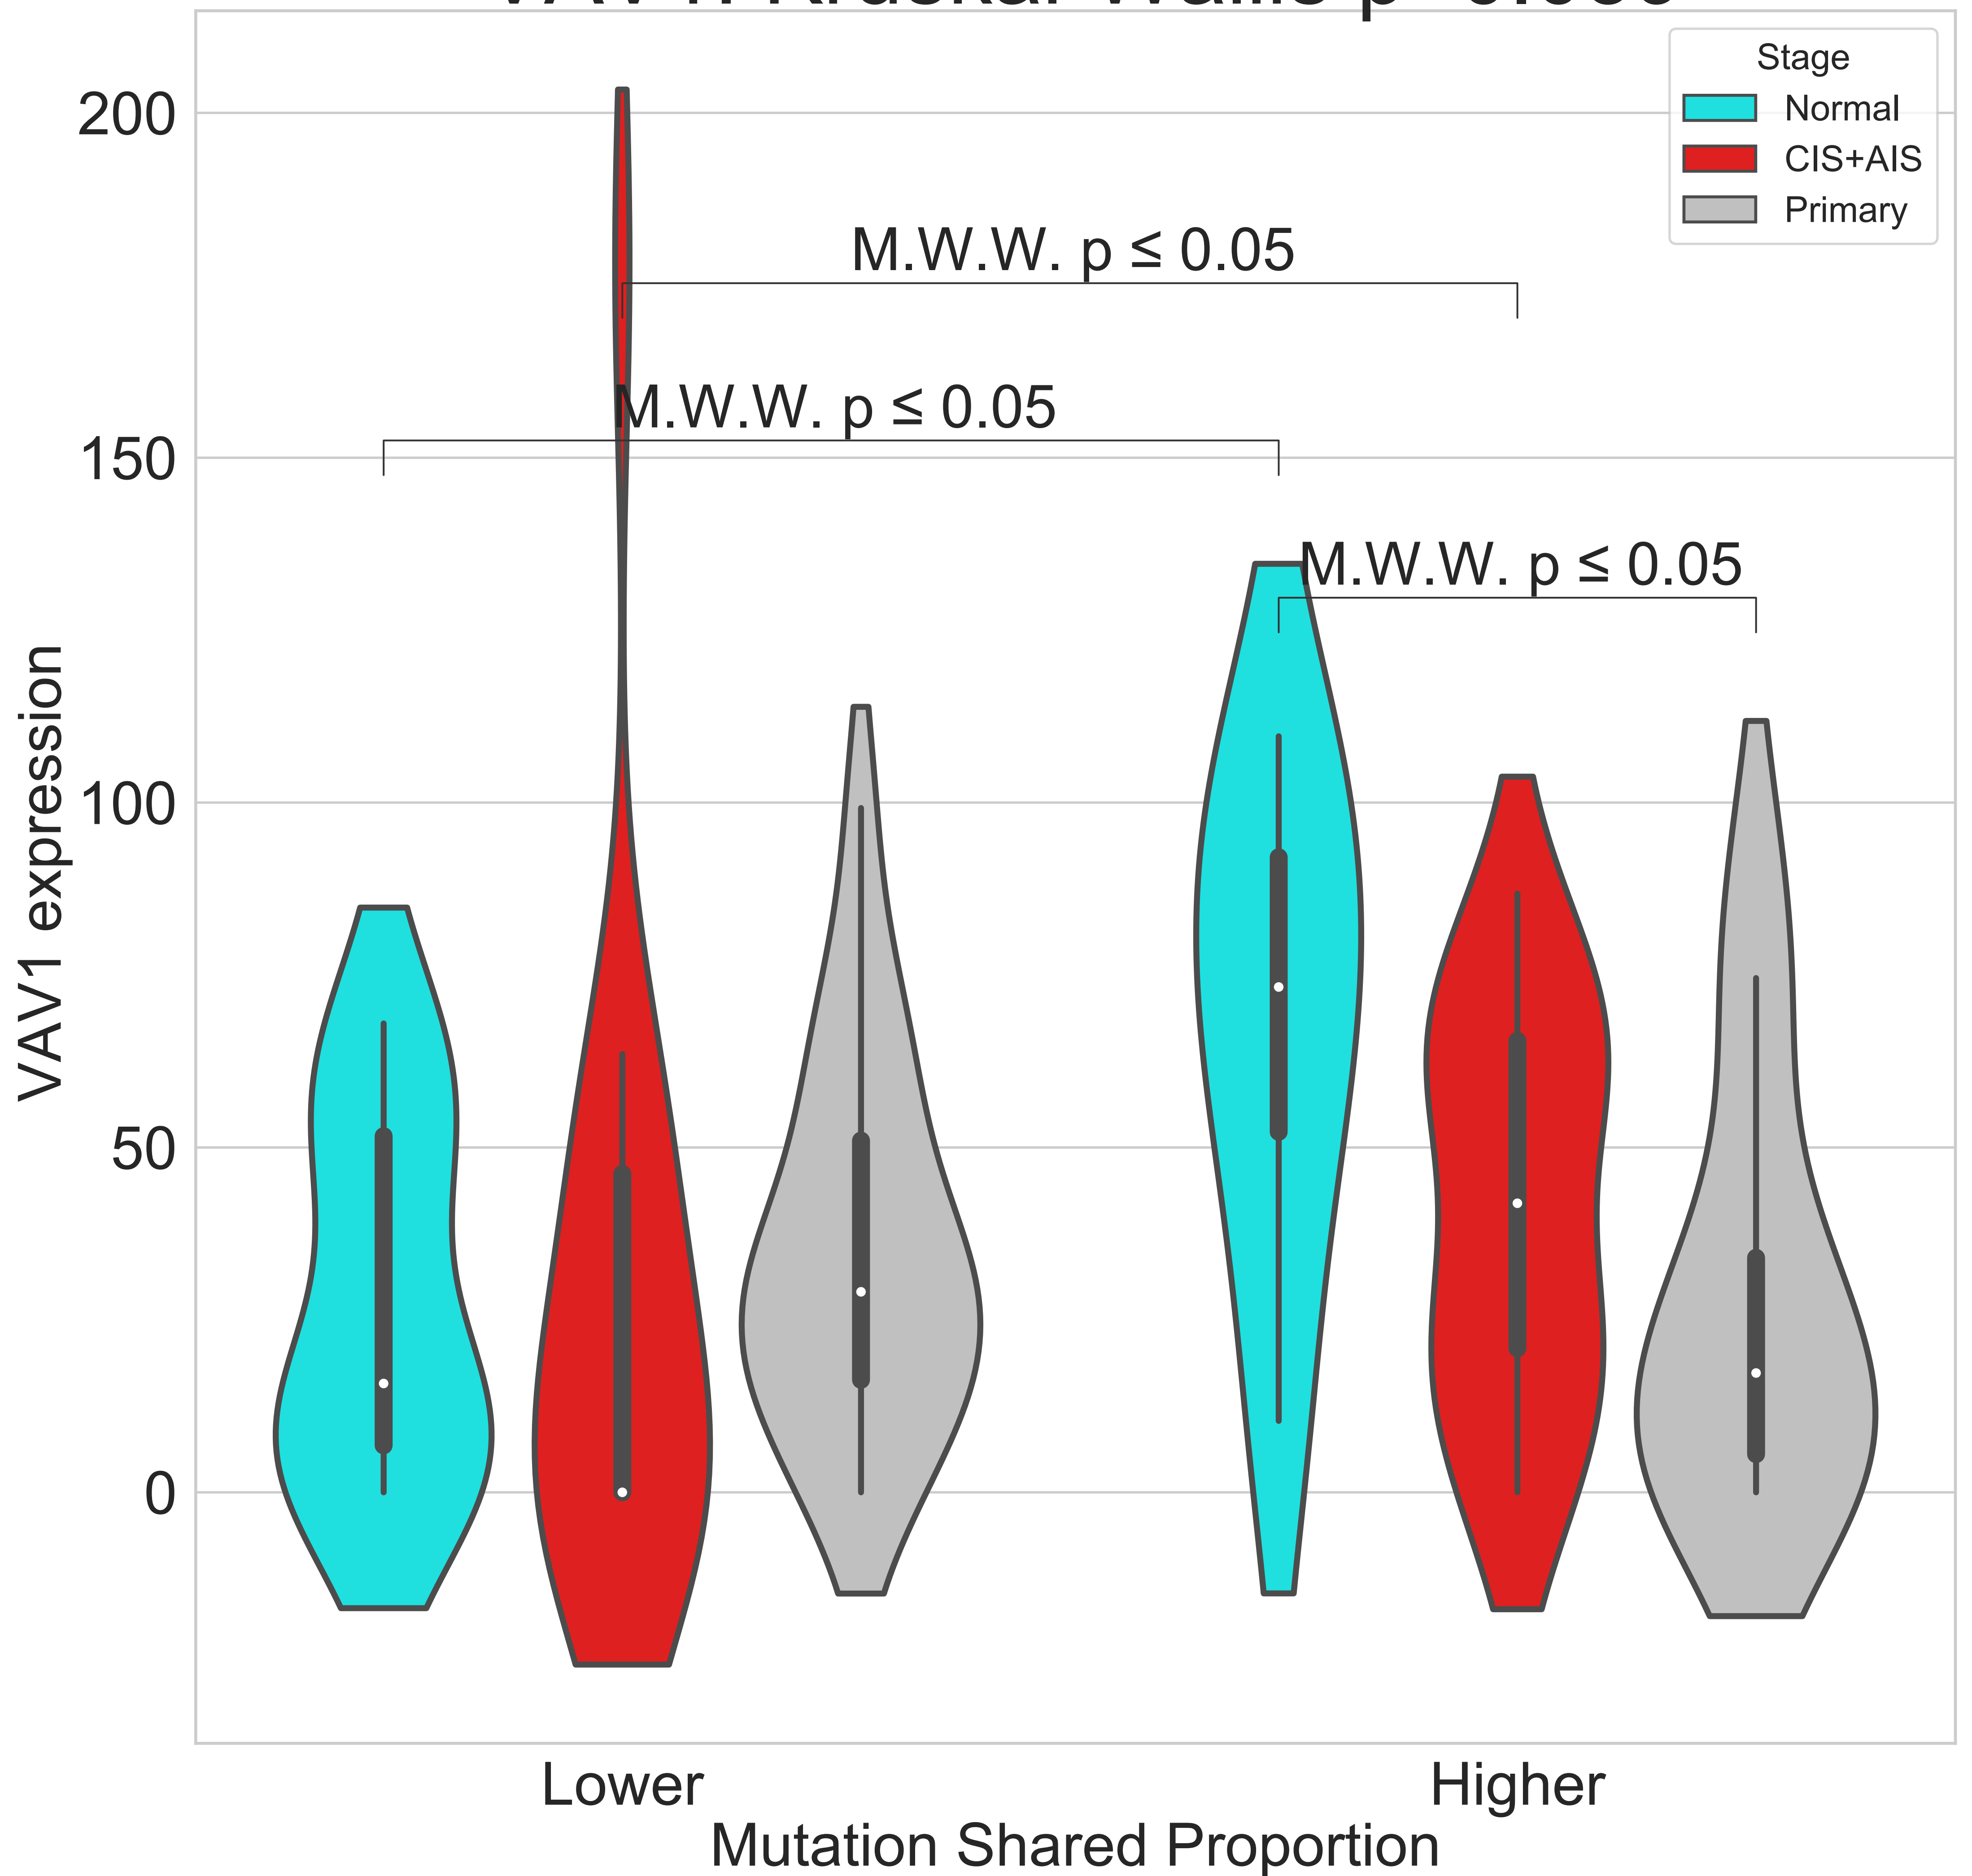 Stage
Normal
CIS+AIS
Primary
200
150
100
50
0
M.W.W. p ≤ 0.05
M.W.W. p ≤ 0.05
M.W.W. p ≤ 0.05
VAV1 expression
Lower
Higher
Mutation Shared Proportion